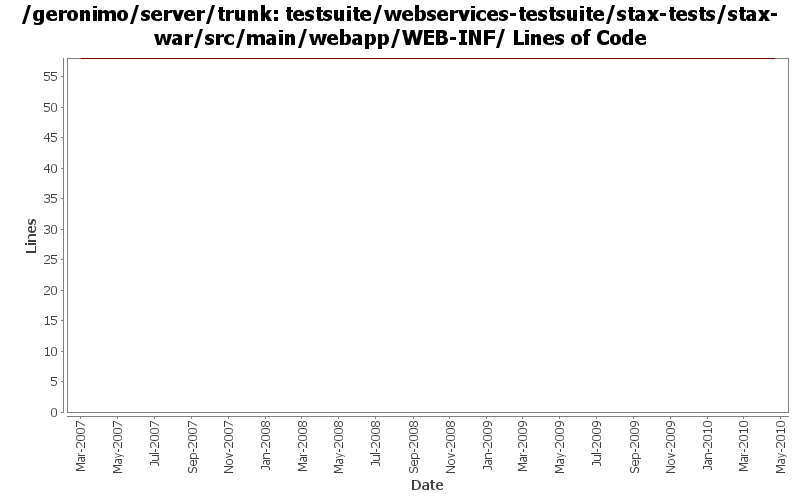 /geronimo/server/trunk: testsuite/webservices-testsuite/stax-tests/stax-
war/src/main/webapp/WEB-INF/ Lines of Code
55
50
45
40
35
30
25
20
15
10
5
0
Lines
Mar-2007
May-2007
Jul-2007
Sep-2007
Nov-2007
Jan-2008
Mar-2008
May-2008
Jul-2008
Sep-2008
Nov-2008
Jan-2009
Mar-2009
May-2009
Jul-2009
Sep-2009
Nov-2009
Jan-2010
Mar-2010
May-2010
Date